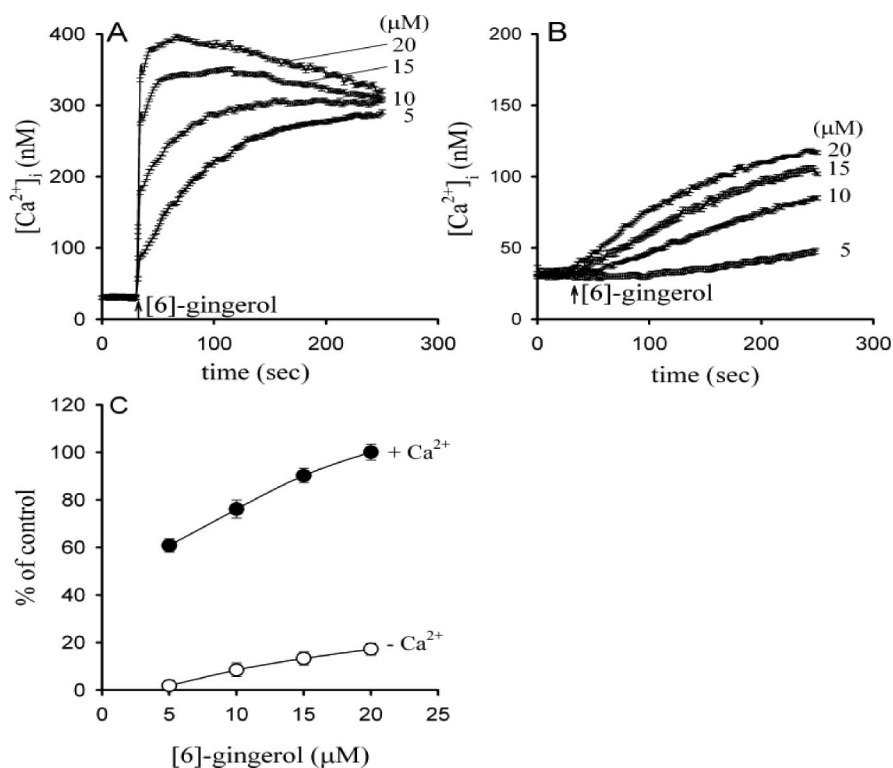 A
[Ca²⁺]ᵢ (nM)
400
300
200
100
0
(μM)
20
15
10
5
[6]-gingerol
0
100
200
300
time (sec)
B
[Ca²⁺]ᵢ (nM)
200
150
100
50
0
(μM)
20
15
10
5
[6]-gingerol
0
100
200
300
time (sec)
C
% of control
120
100
80
60
40
20
0
+ Ca²⁺
- Ca²⁺
0
5
10
15
20
25
[6]-gingerol (μM)